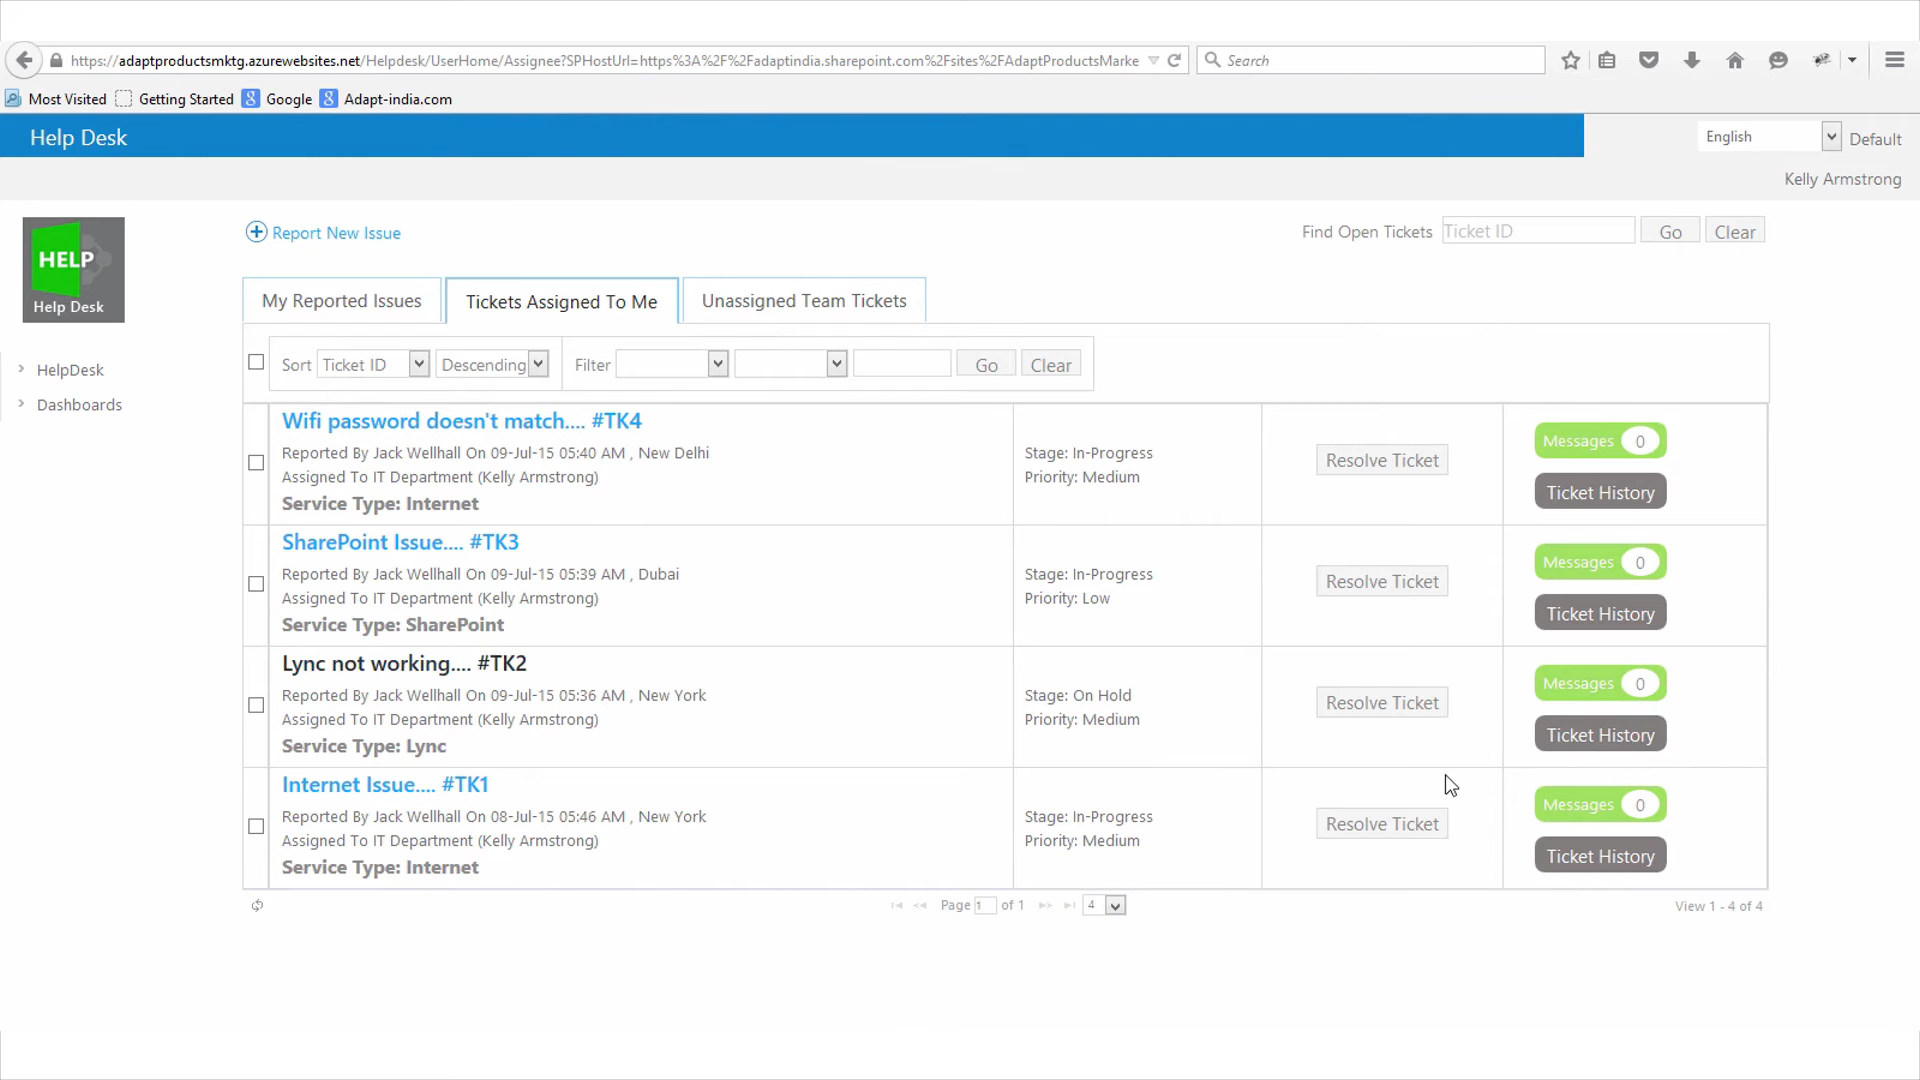 https://adaptproductsmktg.azurewebsites.net/Helpdesk/UserHome/Assignee?SPHostUrl=https%3A%2F%2Fadaptindia.sharepoint.com%2Fsites%2FAdaptProductsMarke
Search
Most Visited Getting Started Google Adapt-india.com
Help Desk
English Default
Kelly Armstrong
HELP
Help Desk
Report New Issue
Find Open Tickets Ticket ID Go Clear
My Reported Issues Tickets Assigned To Me Unassigned Team Tickets
Sort Ticket ID Descending Filter Go Clear
HelpDesk
Dashboards
Wifi password doesn't match.... #TK4
Reported By Jack Wellhall On 09-Jul-15 05:40 AM , New Delhi
Assigned To IT Department (Kelly Armstrong)
Service Type: Internet
Stage: In-Progress
Priority: Medium
Resolve Ticket
Messages 0
Ticket History
SharePoint Issue.... #TK3
Reported By Jack Wellhall On 09-Jul-15 05:39 AM , Dubai
Assigned To IT Department (Kelly Armstrong)
Service Type: SharePoint
Stage: In-Progress
Priority: Low
Resolve Ticket
Messages 0
Ticket History
Lync not working.... #TK2
Reported By Jack Wellhall On 09-Jul-15 05:36 AM , New York
Assigned To IT Department (Kelly Armstrong)
Service Type: Lync
Stage: On Hold
Priority: Medium
Resolve Ticket
Messages 0
Ticket History
Internet Issue.... #TK1
Reported By Jack Wellhall On 08-Jul-15 05:46 AM , New York
Assigned To IT Department (Kelly Armstrong)
Service Type: Internet
Stage: In-Progress
Priority: Medium
Resolve Ticket
Messages 0
Ticket History
Page 1 of 1 4
View 1 - 4 of 4